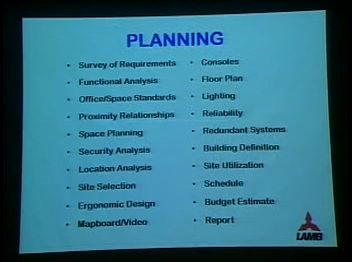 PLANNING
Survey of Requirements
Functional Analysis
Office/Space Standards
Proximity Relationships
Space Planning
Security Analysis
Location Analysis
Site Selection
Ergonomic Design
Mapboard/Video
Consoles
Floor Plan
Lighting
Reliability
Redundant Systems
Building Definition
Site Utilization
Schedule
Budget Estimate
Report
LAMB